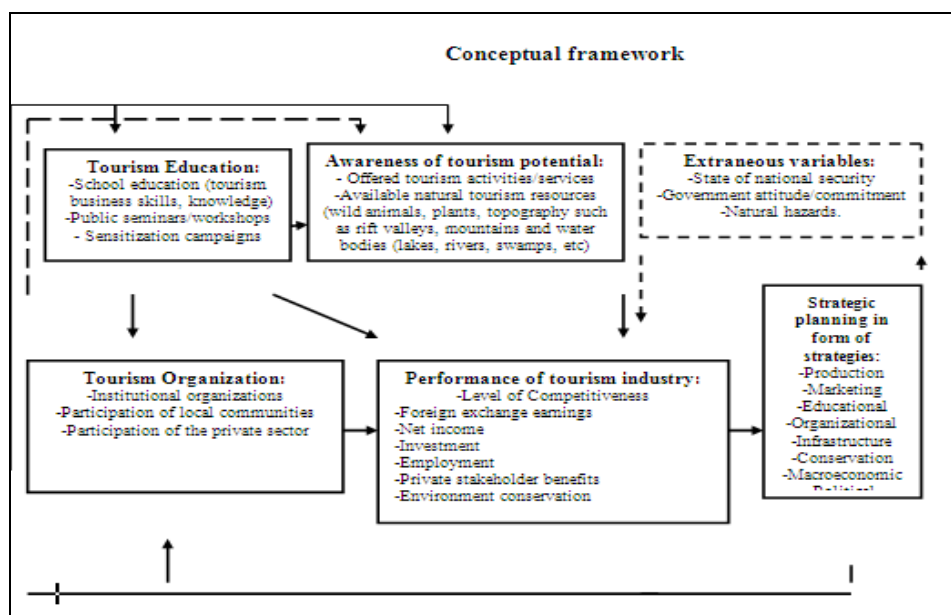 Conceptual framework
Tourism Education:
-School education (tourism
business skills, knowledge)
-Public seminars/workshops
- Sensitization campaigns
Awareness of tourism potential:
- Offered tourism activities/services
-Available natural tourism resources
(wild animals, plants, topography such
as rift valleys, mountains and water
bodies (lakes, rivers, swamps, etc)
Extraneous variables:
-State of national security
-Government attitude/commitment
-Natural hazards.
Tourism Organization:
-Institutional organizations
-Participation of local communities
-Participation of the private sector
Performance of tourism industry:
-Level of Competitiveness
-Foreign exchange earnings
-Net income
-Investment
-Employment
-Private stakeholder benefits
-Environment conservation
Strategic
planning in
form of
strategies:
-Production
-Marketing
-Educational
-Organizational
-Infrastructure
-Conservation
-Macroeconomic